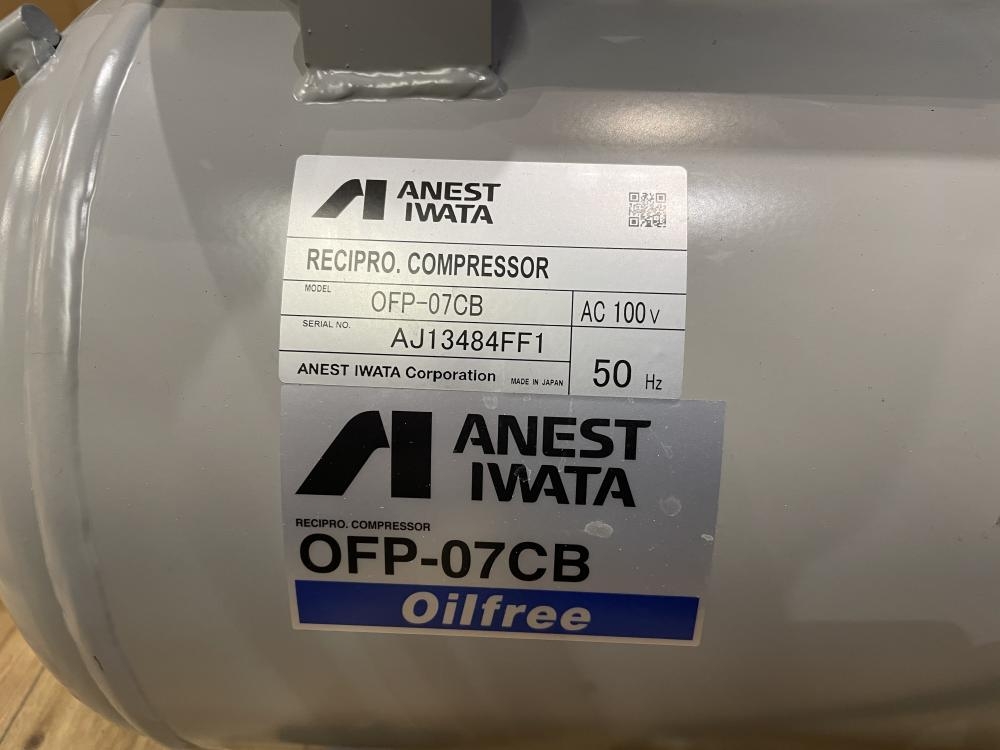 ANEST
IWATA
RECIPRO. COMPRESSOR
MODEL OFP-07CB
AC 100 V
SERIAL NO. AJ13484FF1
50 Hz
ANEST IWATA Corporation MADE IN JAPAN
ANEST
IWATA
RECIPRO. COMPRESSOR
OFP-07CB
Oilfree